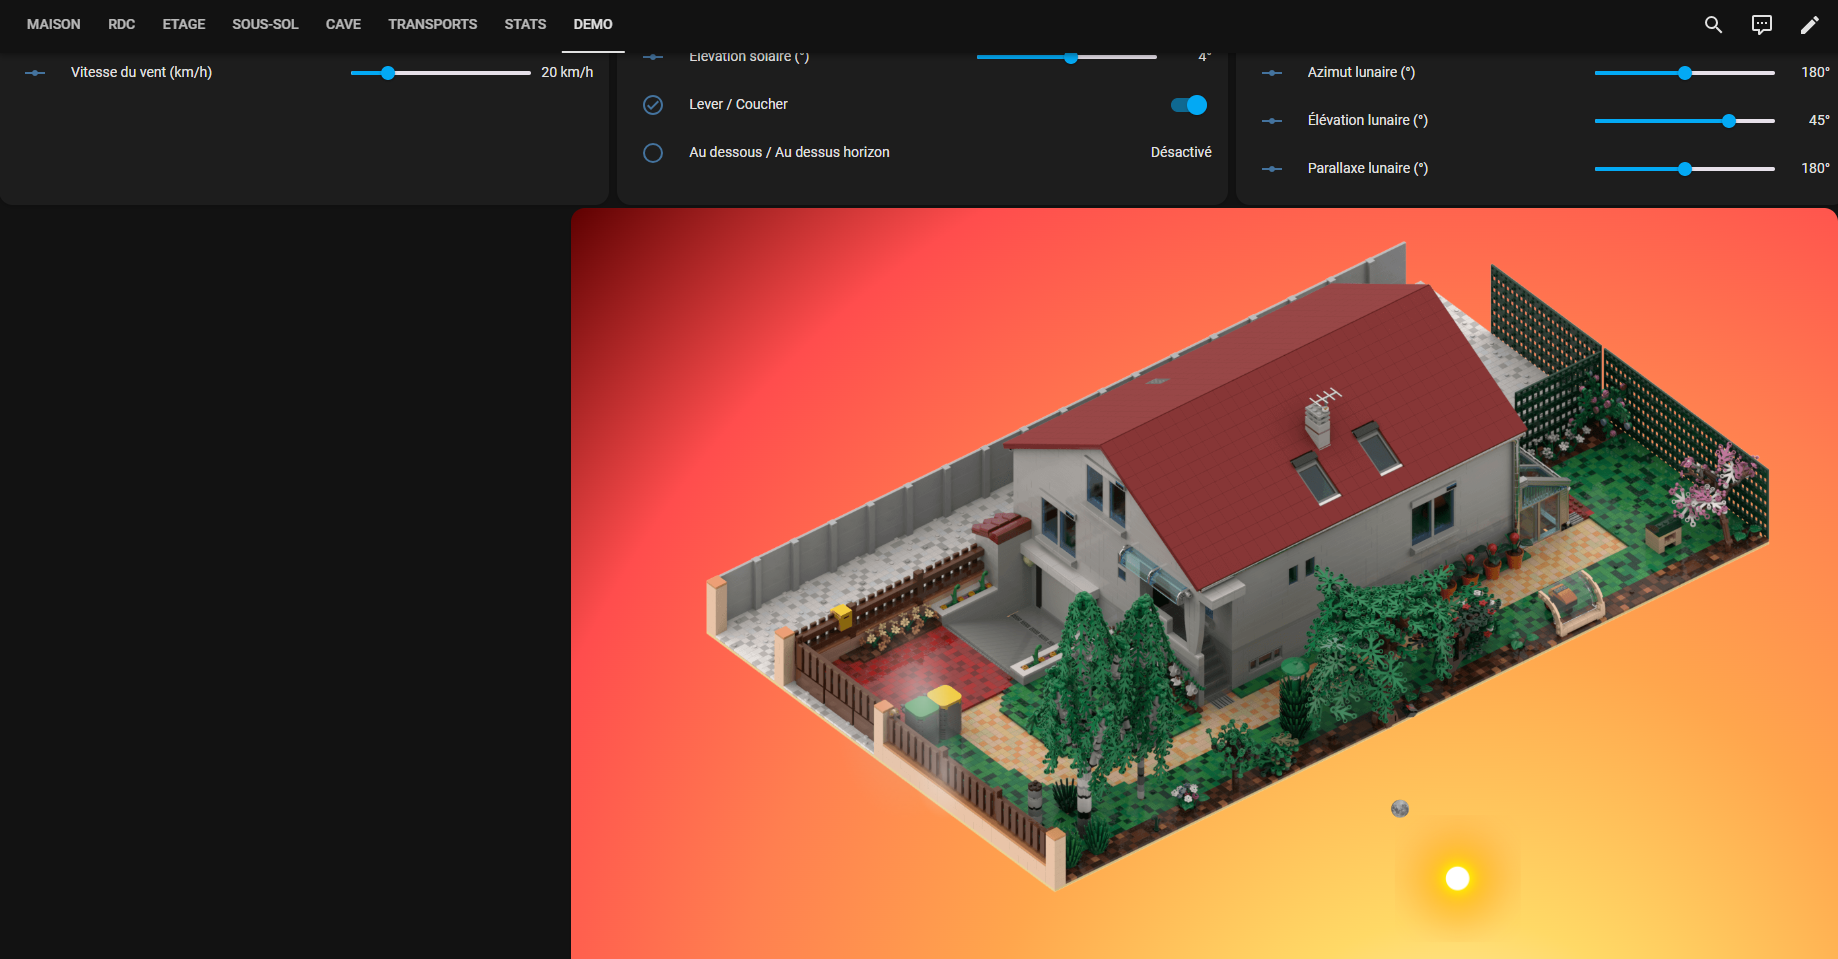 MAISON RDC ETAGE SOUS-SOL CAVE TRANSPORTS STATS DEMO
Vitesse du vent (km/h) 20 km/h
Élévation solaire (°) 4°
Lever / Coucher
Au dessous / Au dessus horizon Désactivé
Azimut lunaire (°) 180°
Élévation lunaire (°) 45°
Parallaxe lunaire (°) 180°